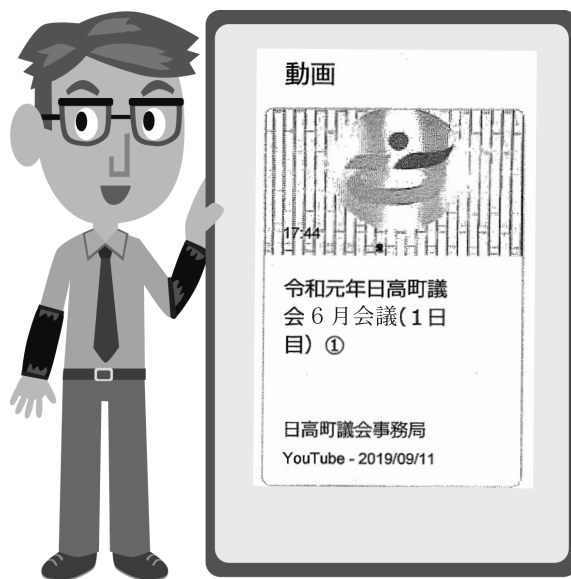 動画
17:44
令和元年日高町議
会６月会議(１日
目）①
日高町議会事務局
YouTube - 2019/09/11